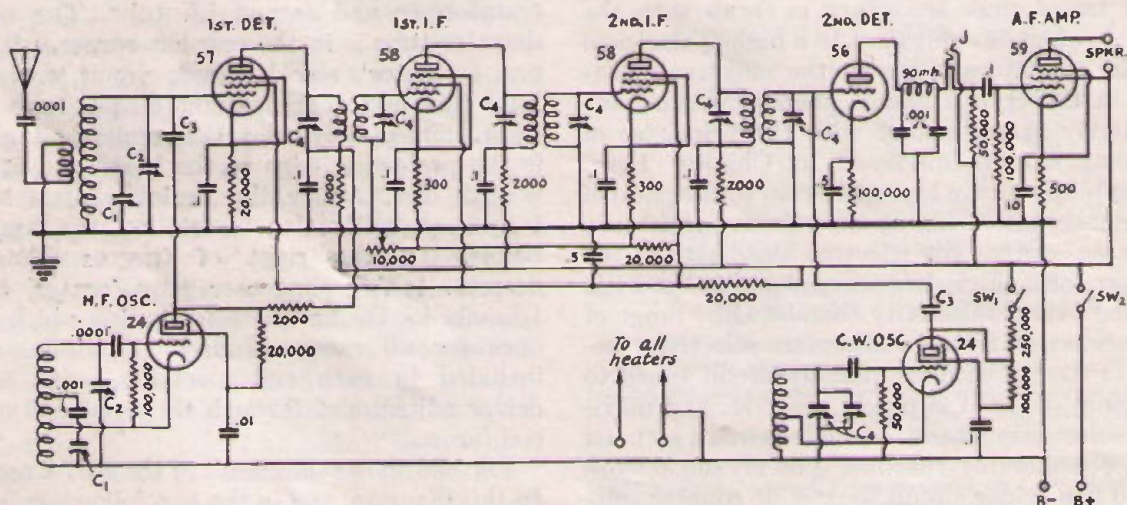 1ST. DET.
1ST. I.F.
2ND. I.F.
2ND. DET.
A.F. AMP.
57
58
58
56
59
J
SPKR.
.0001
90 mh.
.1
.001
C3
C2
C1
C4
C4
C4
C4
C4
C4
50,000
100,000
.1
20,000
.1
1000
.1
300
.1
2000
.1
300
.1
2000
.5
100,000
10
500
10,000
.5
20,000
20,000
H.F. OSC.
24
2000
20,000
.0001
.001
C2
100,000
C1
.01
To all
heaters
C.W. OSC.
24
C3
SW1
SW2
250,000
100,000
C4
50,000
.1
B-
B+